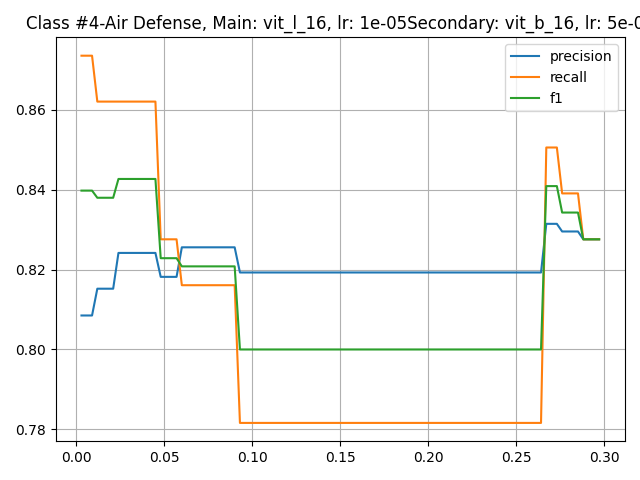 Class #4-Air Defense, Main: vit_l_16, lr: 1e-05Secondary: vit_b_16, lr: 5e-0
precision
recall
f1
0.86
0.84
0.82
0.80
0.78
0.00 0.05 0.10 0.15 0.20 0.25 0.30